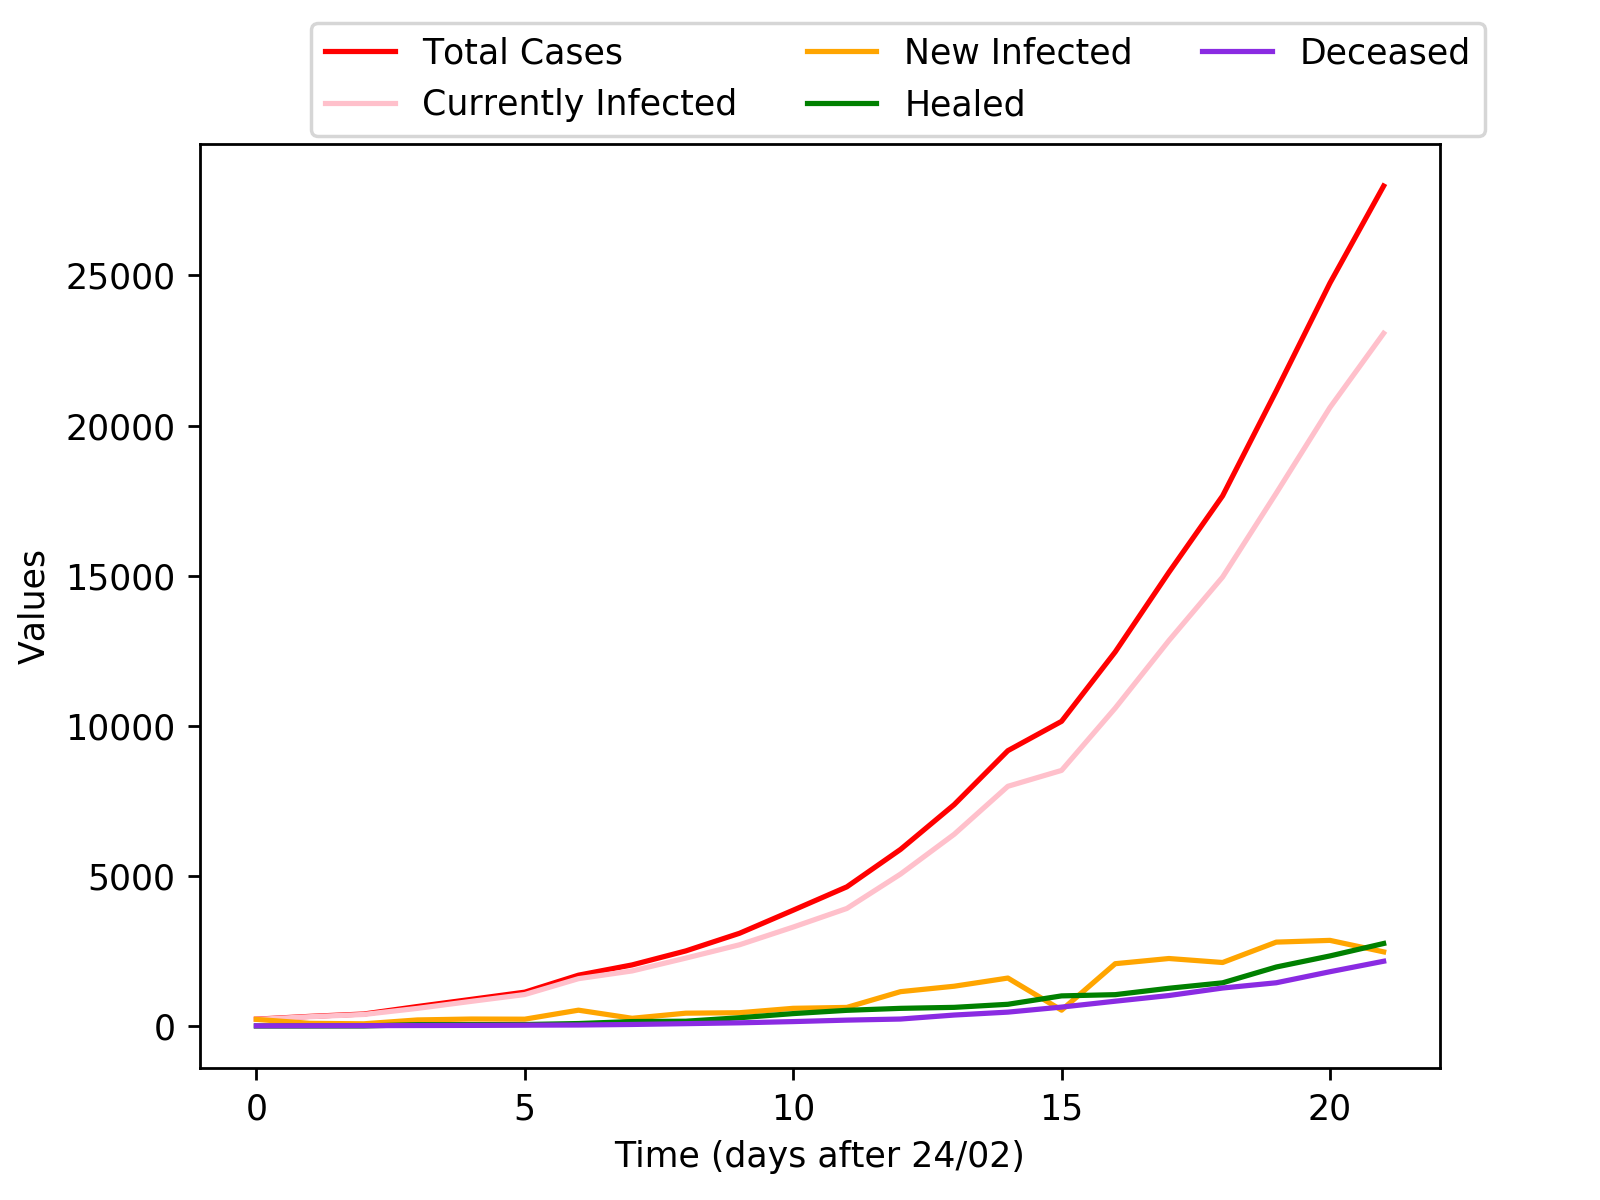 Total Cases
Currently Infected
New Infected
Healed
Deceased
Values
25000
20000
15000
10000
5000
0
0 5 10 15 20
Time (days after 24/02)